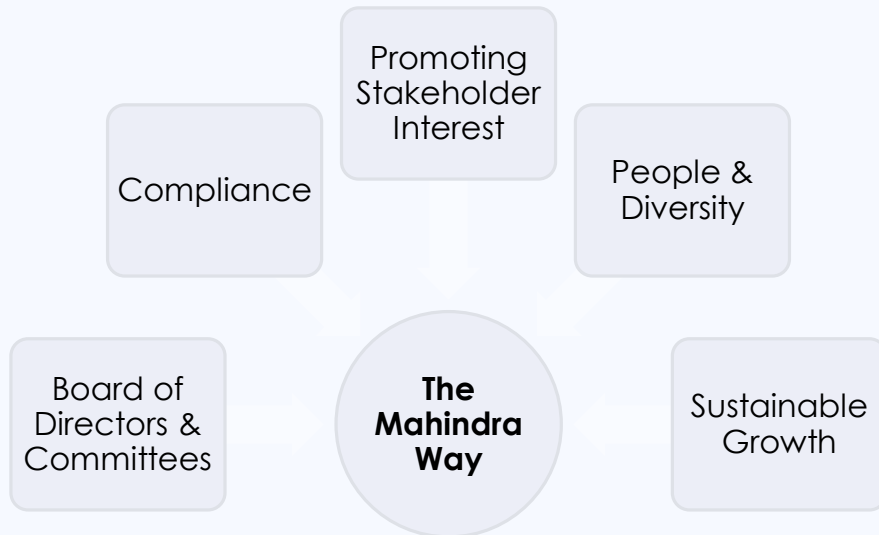 Promoting
Stakeholder
Interest
Compliance
People &
Diversity
Board of
Directors &
Committees
The
Mahindra
Way
Sustainable
Growth